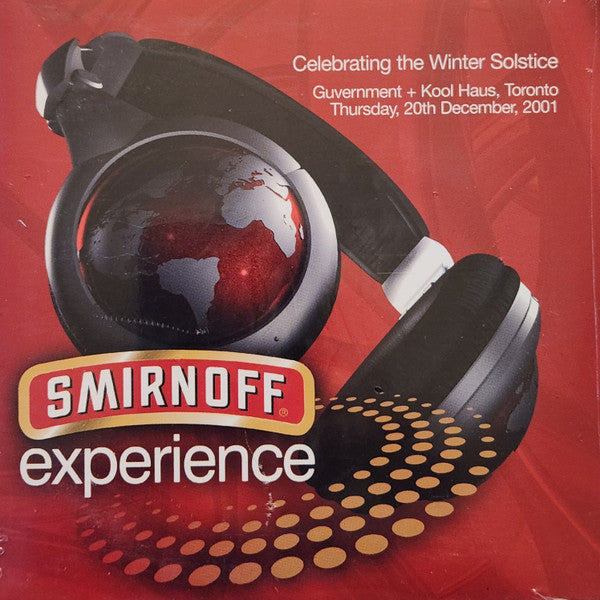 Celebrating the Winter Solstice
Guvernment + Kool Haus, Toronto
Thursday, 20th December, 2001
SMIRNOFF®
experience